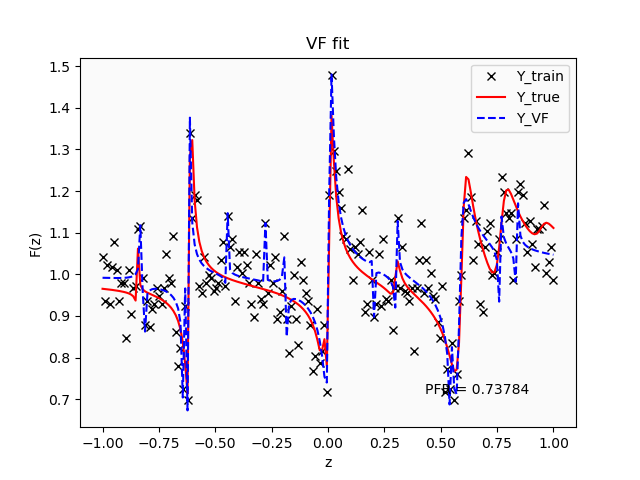 VF fit
1.5
1.4
1.3
1.2
1.1
1.0
0.9
0.8
0.7
F(z)
Y_train
Y_true
Y_VF
PFE = 0.73784
−1.00 −0.75 −0.50 −0.25 0.00 0.25 0.50 0.75 1.00
z